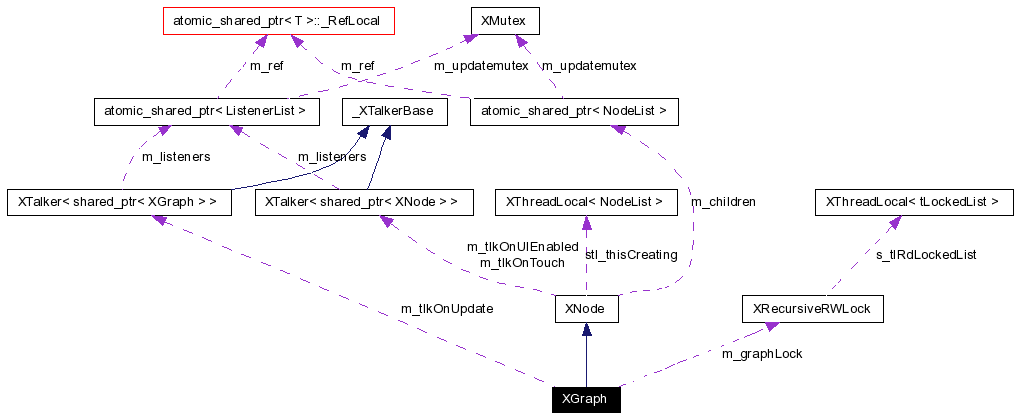 atomic_shared_ptr< T >::_RefLocal
XMutex
m_ref
m_ref
m_updatemutex
m_updatemutex
atomic_shared_ptr< ListenerList >
_XTalkerBase
atomic_shared_ptr< NodeList >
m_listeners
m_listeners
XTalker< shared_ptr< XGraph > >
XTalker< shared_ptr< XNode > >
XThreadLocal< NodeList >
m_children
XThreadLocal< tLockedList >
m_tlkOnUIEnabled
m_tlkOnTouch
stl_thisCreating
s_tlRdLockedList
m_tlkOnUpdate
XNode
XRecursiveRWLock
m_graphLock
XGraph